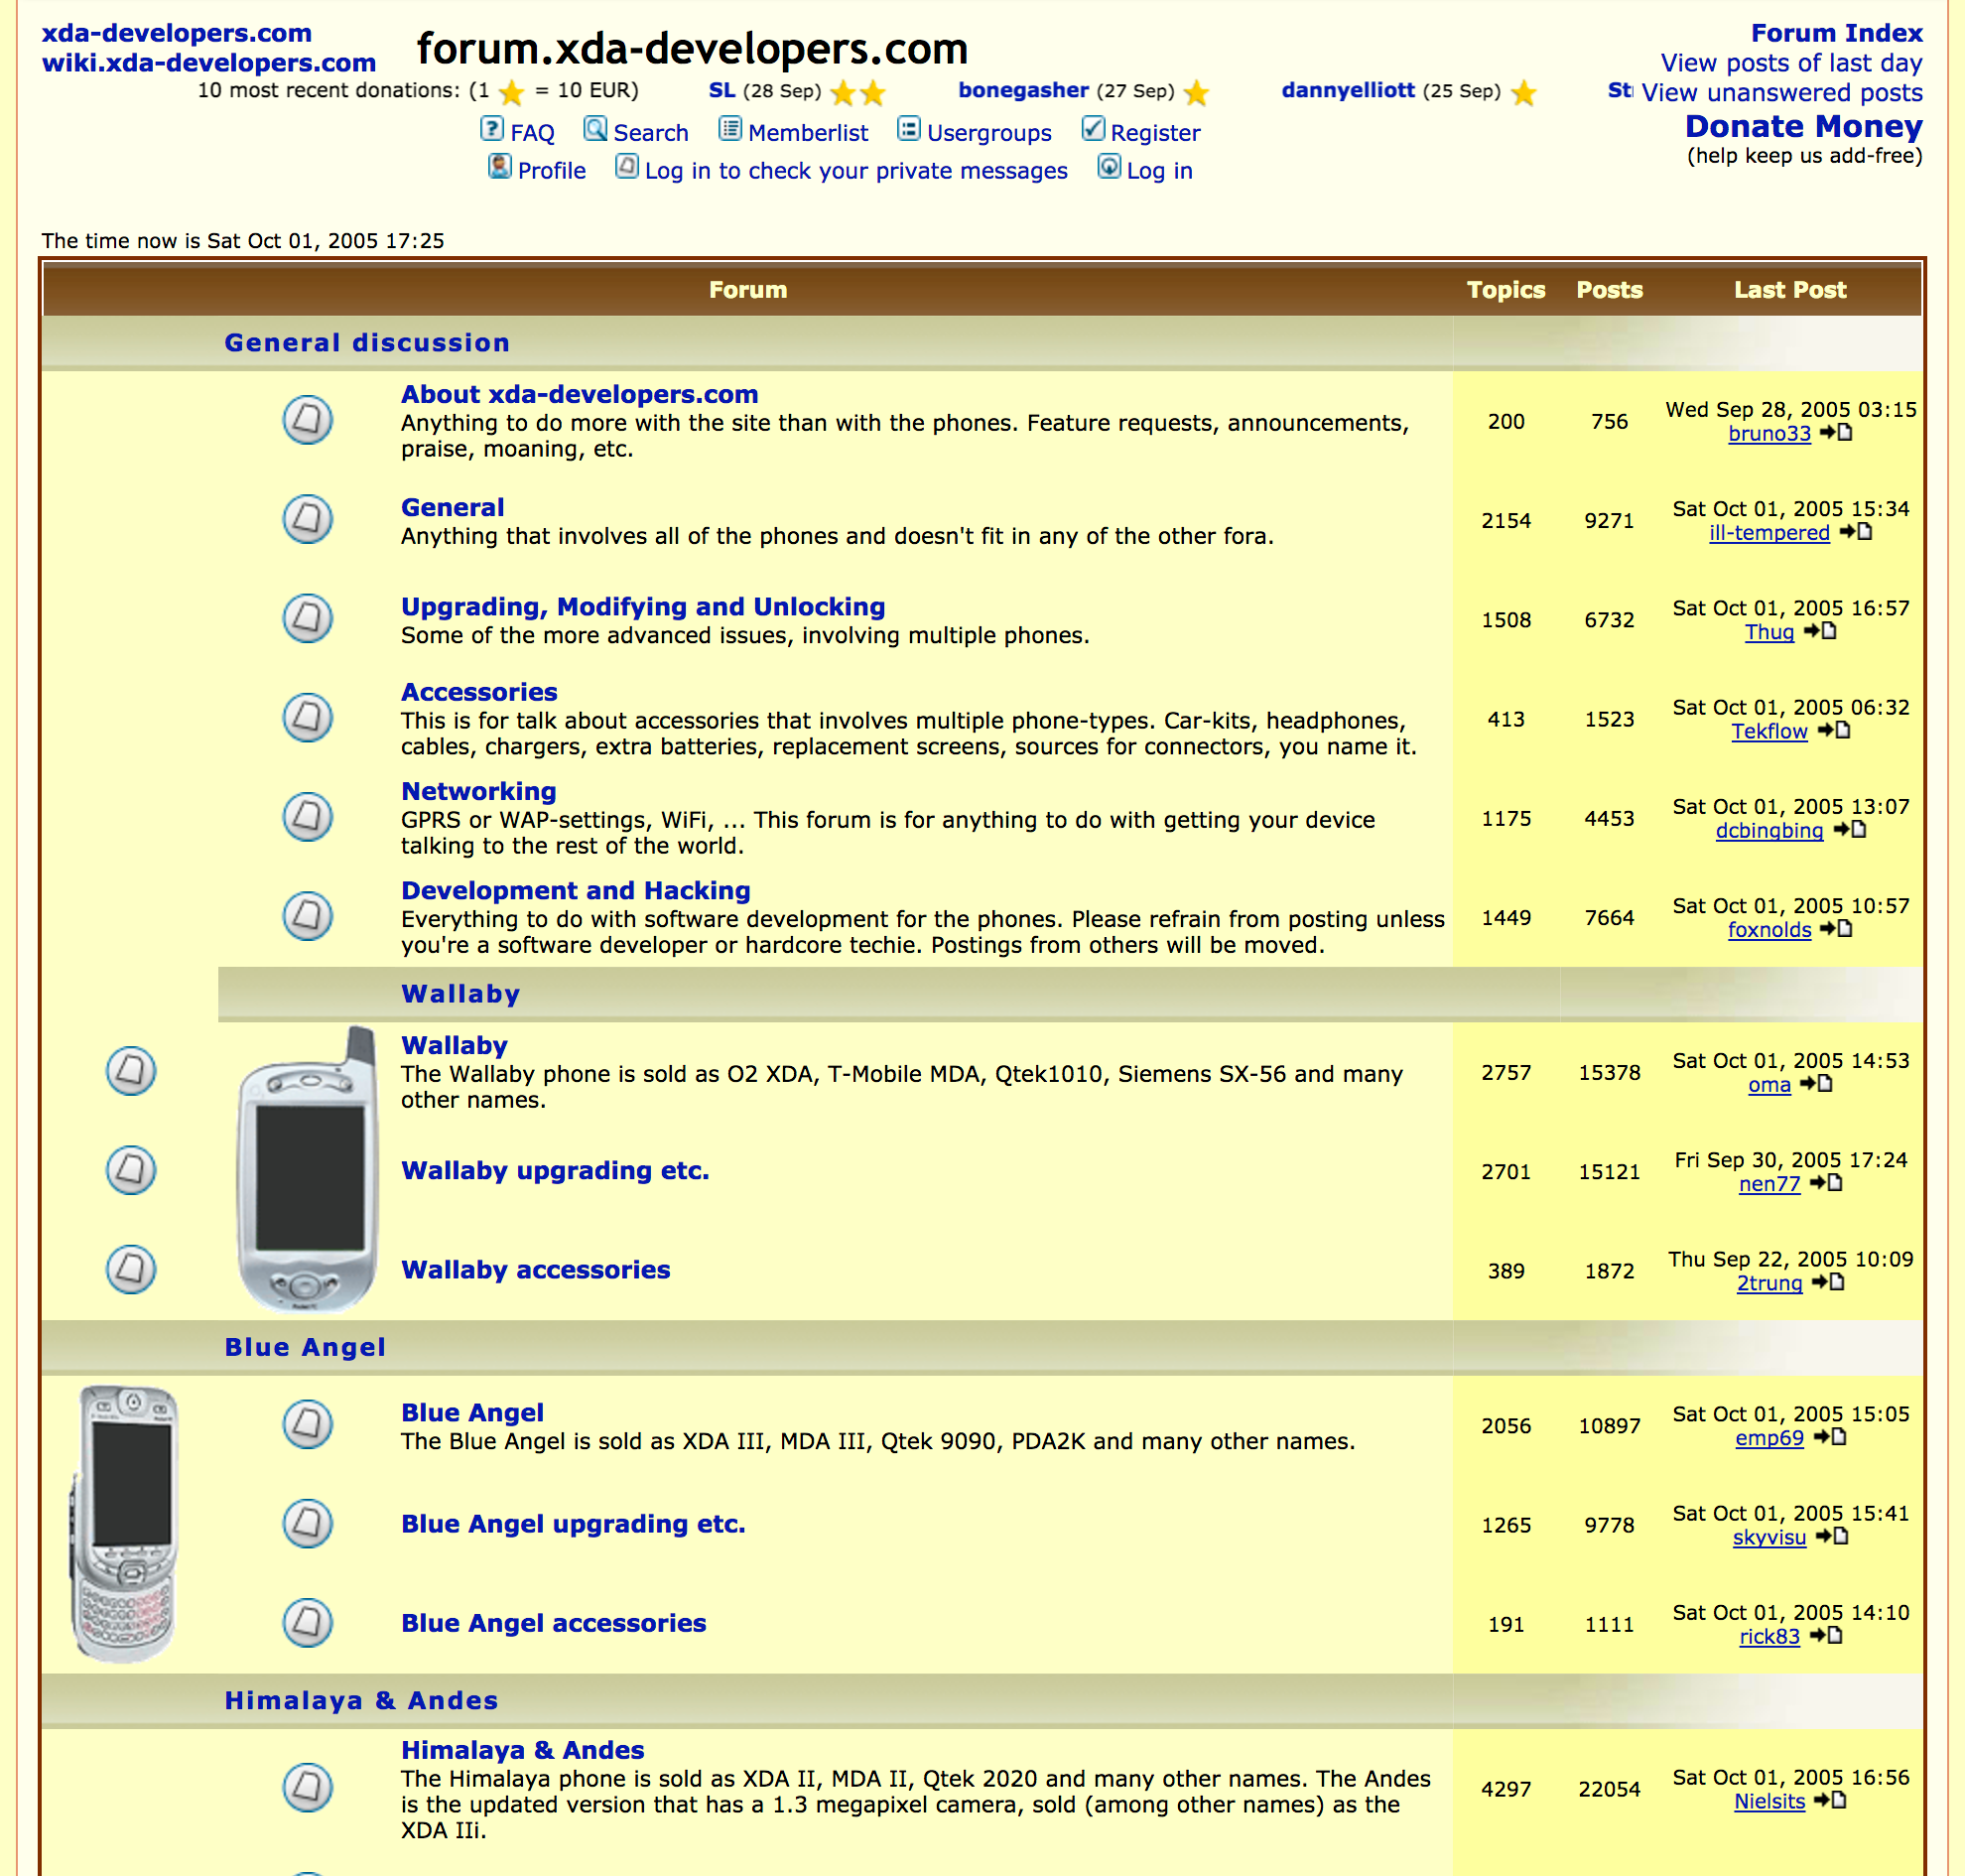 xda-developers.com
wiki.xda-developers.com
forum.xda-developers.com
Forum Index
View posts of last day
10 most recent donations: (1 = 10 EUR) SL (28 Sep) bonegasher (27 Sep) dannyelliott (25 Sep)
View unanswered posts
FAQ Search Memberlist Usergroups Register
Donate Money
(help keep us add-free)
Profile Log in to check your private messages Log in
The time now is Sat Oct 01, 2005 17:25
Forum Topics Posts Last Post
General discussion
About xda-developers.com
Anything to do more with the site than with the phones. Feature requests, announcements,
praise, moaning, etc.
200 756 Wed Sep 28, 2005 03:15
bruno33
General
Anything that involves all of the phones and doesn't fit in any of the other fora.
2154 9271 Sat Oct 01, 2005 15:34
ill-tempered
Upgrading, Modifying and Unlocking
Some of the more advanced issues, involving multiple phones.
1508 6732 Sat Oct 01, 2005 16:57
Thug
Accessories
This is for talk about accessories that involves multiple phone-types. Car-kits, headphones,
cables, chargers, extra batteries, replacement screens, sources for connectors, you name it.
413 1523 Sat Oct 01, 2005 06:32
Tekflow
Networking
GPRS or WAP-settings, WiFi, ... This forum is for anything to do with getting your device
talking to the rest of the world.
1175 4453 Sat Oct 01, 2005 13:07
dcbingbing
Development and Hacking
Everything to do with software development for the phones. Please refrain from posting unless
you're a software developer or hardcore techie. Postings from others will be moved.
1449 7664 Sat Oct 01, 2005 10:57
foxnolds
Wallaby
Wallaby
The Wallaby phone is sold as O2 XDA, T-Mobile MDA, Qtek1010, Siemens SX-56 and many
other names.
2757 15378 Sat Oct 01, 2005 14:53
oma
Wallaby upgrading etc.
2701 15121 Fri Sep 30, 2005 17:24
nen77
Wallaby accessories
389 1872 Thu Sep 22, 2005 10:09
2trung
Blue Angel
Blue Angel
The Blue Angel is sold as XDA III, MDA III, Qtek 9090, PDA2K and many other names.
2056 10897 Sat Oct 01, 2005 15:05
emp69
Blue Angel upgrading etc.
1265 9778 Sat Oct 01, 2005 15:41
skyvisu
Blue Angel accessories
191 1111 Sat Oct 01, 2005 14:10
rick83
Himalaya & Andes
Himalaya & Andes
The Himalaya phone is sold as XDA II, MDA II, Qtek 2020 and many other names. The Andes
is the updated version that has a 1.3 megapixel camera, sold (among other names) as the
XDA IIi.
4297 22054 Sat Oct 01, 2005 16:56
Nielsits